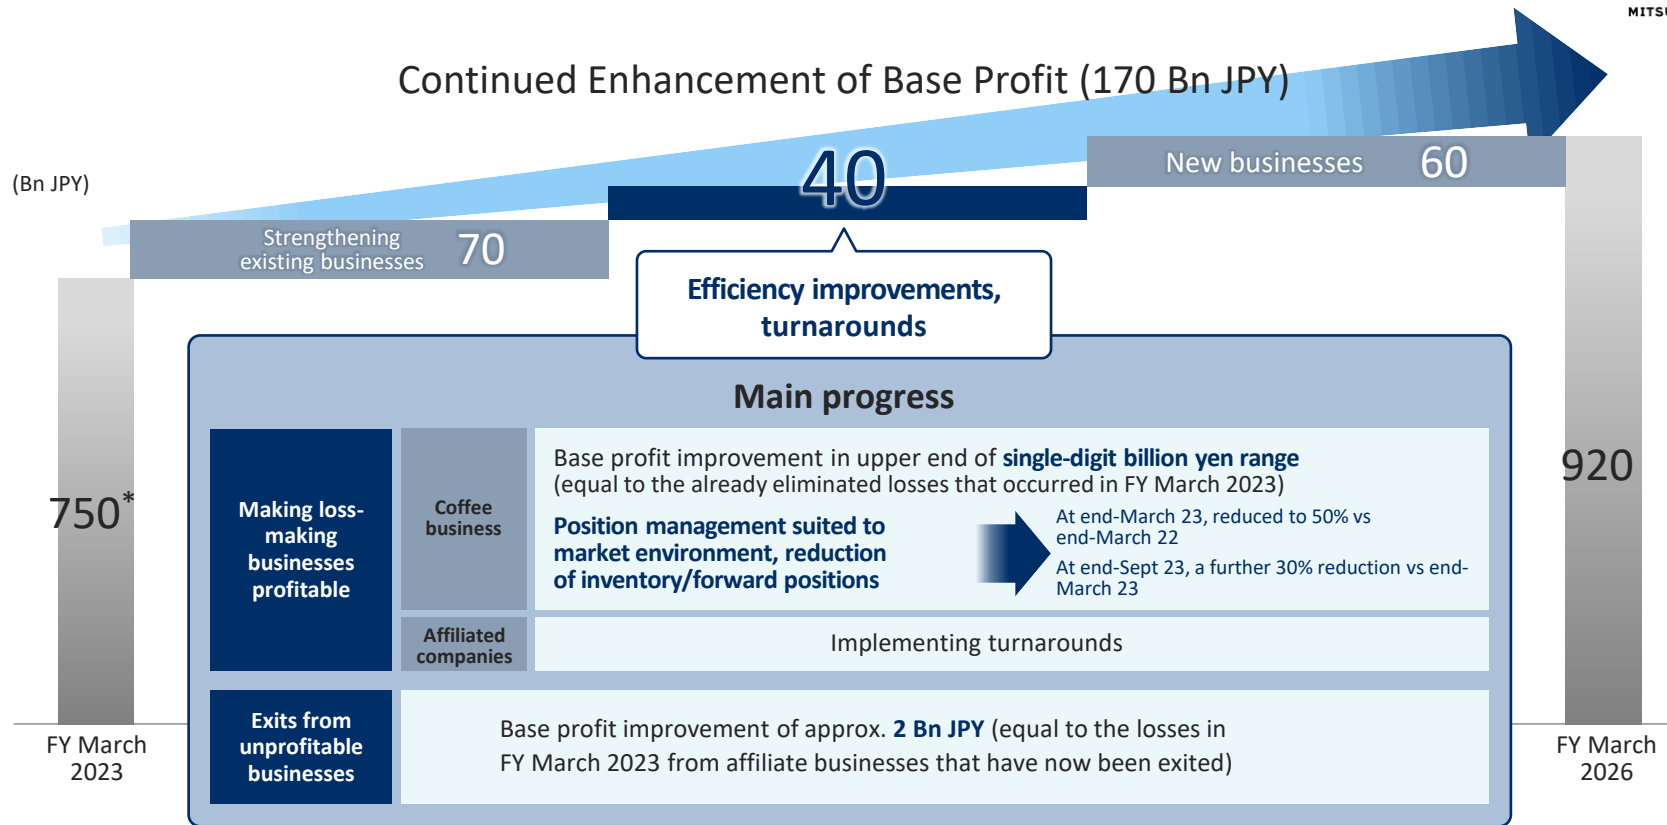 MITSU
Continued Enhancement of Base Profit (170 Bn JPY)
(Bn JPY)
Strengthening
existing businesses
70
40
New businesses
60
Efficiency improvements,
turnarounds
Main progress
750*
920
Making loss-
making
businesses
profitable
Coffee
business
Base profit improvement in upper end of single-digit billion yen range
(equal to the already eliminated losses that occurred in FY March 2023)
Position management suited to
market environment, reduction
of inventory/forward positions
At end-March 23, reduced to 50% vs
end-March 22
At end-Sept 23, a further 30% reduction vs end-
March 23
Affiliated
companies
Implementing turnarounds
Exits from
unprofitable
businesses
Base profit improvement of approx. 2 Bn JPY (equal to the losses in
FY March 2023 from affiliate businesses that have now been exited)
FY March
2023
FY March
2026